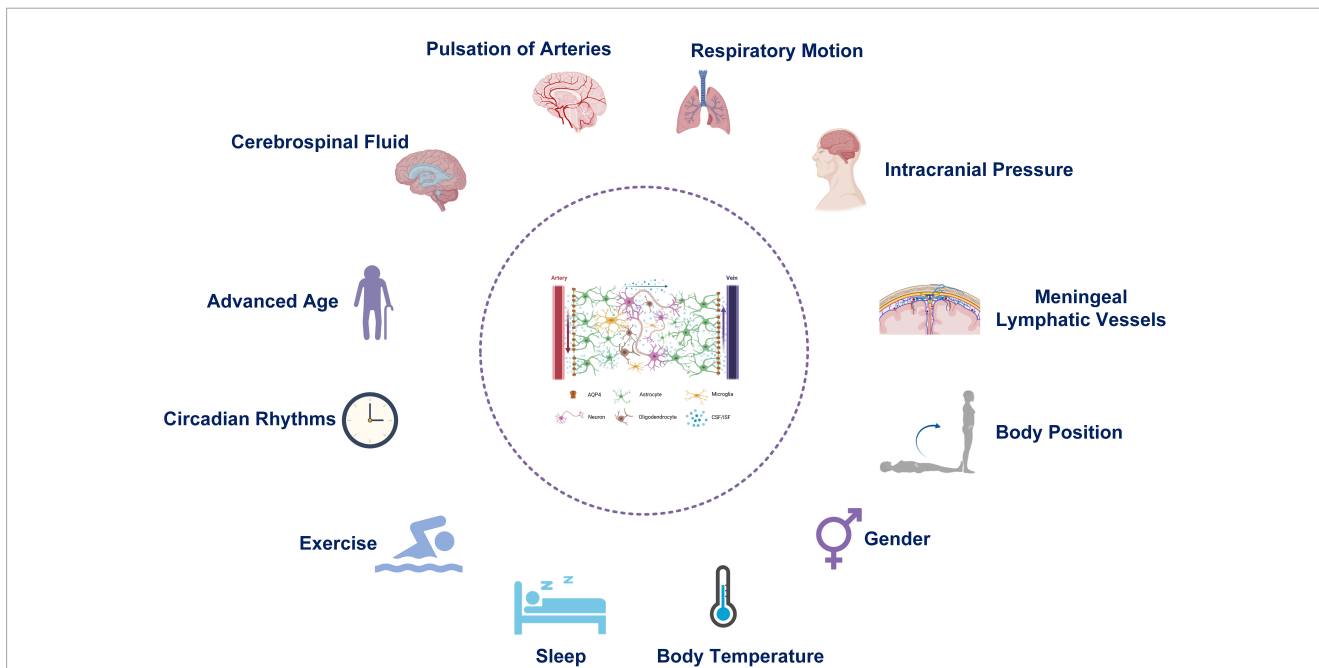 Pulsation of Arteries
Respiratory Motion
Cerebrospinal Fluid
Intracranial Pressure
Advanced Age
Meningeal
Lymphatic Vessels
Circadian Rhythms
Body Position
Exercise
Gender
Sleep
Body Temperature
Artery
Vein
AQP4
Astrocyte
Microglia
Neuron
Oligodendrocyte
CSF/ISF
z z